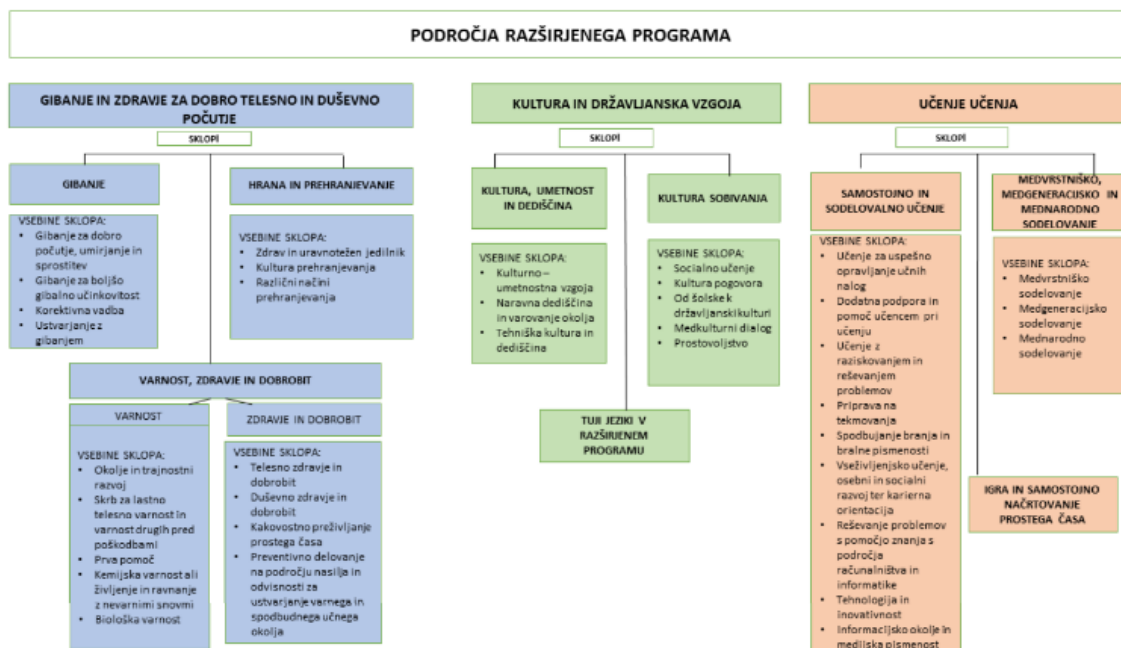 PODROČJA RAZŠIRJENEGA PROGRAMA
GIBANJE IN ZDRAVJE ZA DOBRO TELESNO IN DUŠEVNO
POČUTJE
SKLOPI
GIBANJE
VSEBINE SKLOPA:
• Gibanje za dobro
počutje, umirjanje in
sprostitev
• Gibanje za boljšo
gibalno učinkovitost
• Korektivna vadba
• Ustvarjanje z
gibanjem
HRANA IN PREHRANJEVANJE
VSEBINE SKLOPA:
• Zdrav in uravnotežen jedilnik
• Kultura prehranjevanja
• Različni načini
prehranjevanja
VARNOST, ZDRAVJE IN DOBROBIT
VARNOST
VSEBINE SKLOPA:
• Okolje in trajnostni
razvoj
• Skrb za lastno
telesno varnost in
varnost drugih pred
poškodbami
• Prva pomoč
• Kemijska varnost ali
življenje in ravnanje
z nevarnimi snovmi
• Biološka varnost
ZDRAVJE IN DOBROBIT
VSEBINE SKLOPA:
• Telesno zdravje in
dobrobit
• Duševno zdravje in
dobrobit
• Kakovostno preživljanje
prostega časa
• Preventivno delovanje
na področju nasilja in
odvisnosti za
ustvarjanje varnega in
spodbudnega učnega
okolja
KULTURA IN DRŽAVLJANSKA VZGOJA
SKLOPI
KULTURA, UMETNOST
IN DEDIŠČINA
VSEBINE SKLOPA:
• Kulturno –
umetnostna vzgoja
• Naravna dediščina
in varovanje okolja
• Tehniška kultura in
dediščina
KULTURA SOBIVANJA
VSEBINE SKLOPA:
• Socialno učenje
• Kultura pogovora
• Od šolske k
državljanski kulturi
• Medkulturni dialog
• Prostovoljstvo
TUJI JEZIKI V
RAZŠIRJENEM
PROGRAMU
UČENJE UČENJA
SKLOPI
SAMOSTOJNO IN
SODELOVALNO UČENJE
VSEBINE SKLOPA:
• Učenje za uspešno
opravljanje učnih
nalog
• Dodatna podpora in
pomoč učencem pri
učenju
• Učenje z
raziskovanjem in
reševanjem
problemov
• Priprava na
tekmovanja
• Spodbujanje branja in
bralne pismenosti
• Vseživljenjsko učenje,
osebni in socialni
razvoj ter karierna
orientacija
• Reševanje problemov
s pomočjo znanja s
področja
računalništva in
informatike
• Tehnologija in
inovativnost
• Informacijsko okolje in
medijska pismenost
MEDVRSTNIŠKO,
MEDGENERACIJSKO IN
MEDNARODNO
SODELOVANJE
VSEBINE SKLOPA:
• Medvrstniško
sodelovanje
• Medgeneracijsko
sodelovanje
• Mednarodno
sodelovanje
IGRA IN SAMOSTOJNO
NAČRTOVANJE
PROSTEGA ČASA